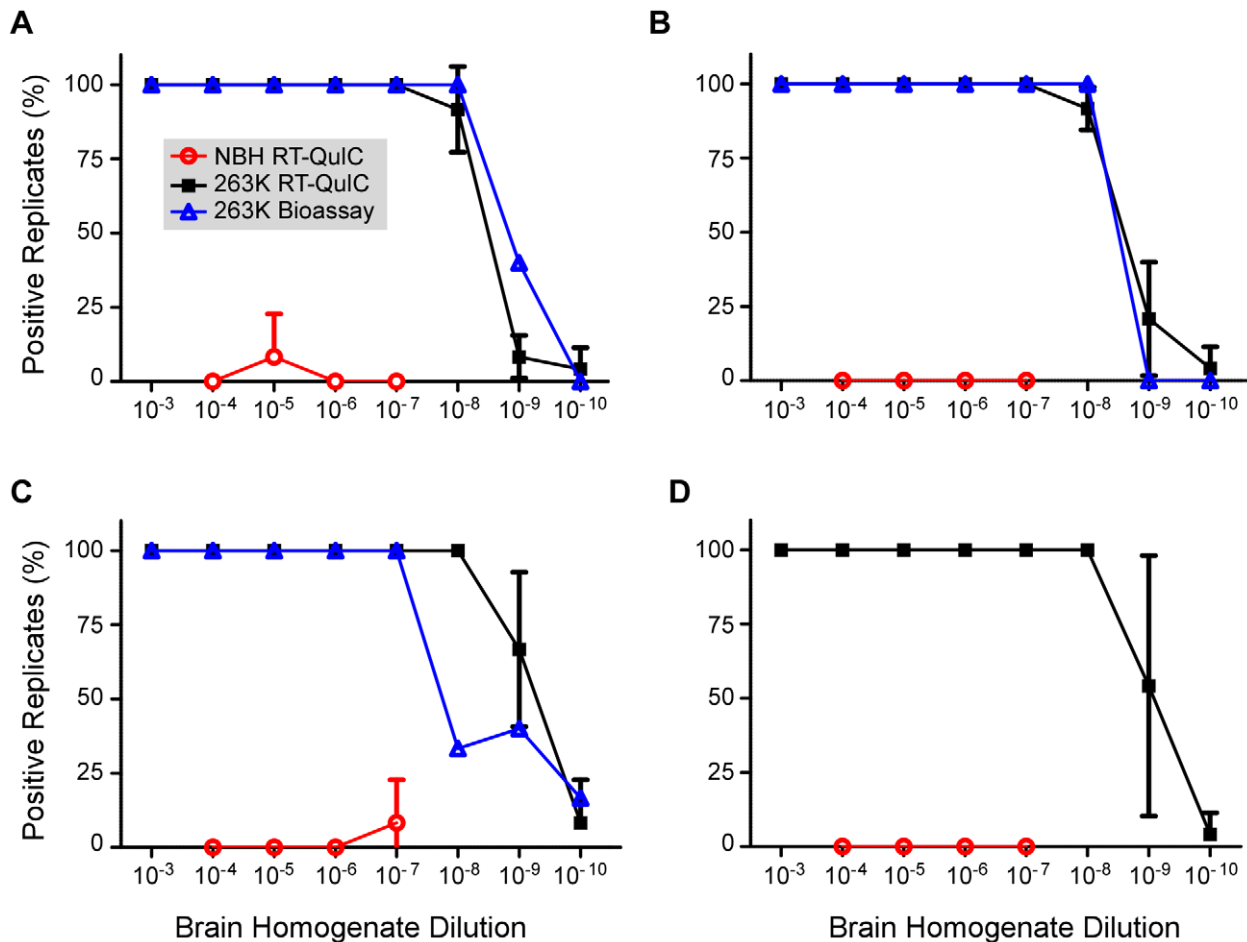 A
Positive Replicates (%)
100
75
50
25
0
NBH RT-QuIC
263K RT-QuIC
263K Bioassay
10⁻³ 10⁻⁴ 10⁻⁵ 10⁻⁶ 10⁻⁷ 10⁻⁸ 10⁻⁹ 10⁻¹⁰
B
Positive Replicates (%)
100
75
50
25
0
10⁻³ 10⁻⁴ 10⁻⁵ 10⁻⁶ 10⁻⁷ 10⁻⁸ 10⁻⁹ 10⁻¹⁰
C
Positive Replicates (%)
100
75
50
25
0
10⁻³ 10⁻⁴ 10⁻⁵ 10⁻⁶ 10⁻⁷ 10⁻⁸ 10⁻⁹ 10⁻¹⁰
Brain Homogenate Dilution
D
Positive Replicates (%)
100
75
50
25
0
10⁻³ 10⁻⁴ 10⁻⁵ 10⁻⁶ 10⁻⁷ 10⁻⁸ 10⁻⁹ 10⁻¹⁰
Brain Homogenate Dilution